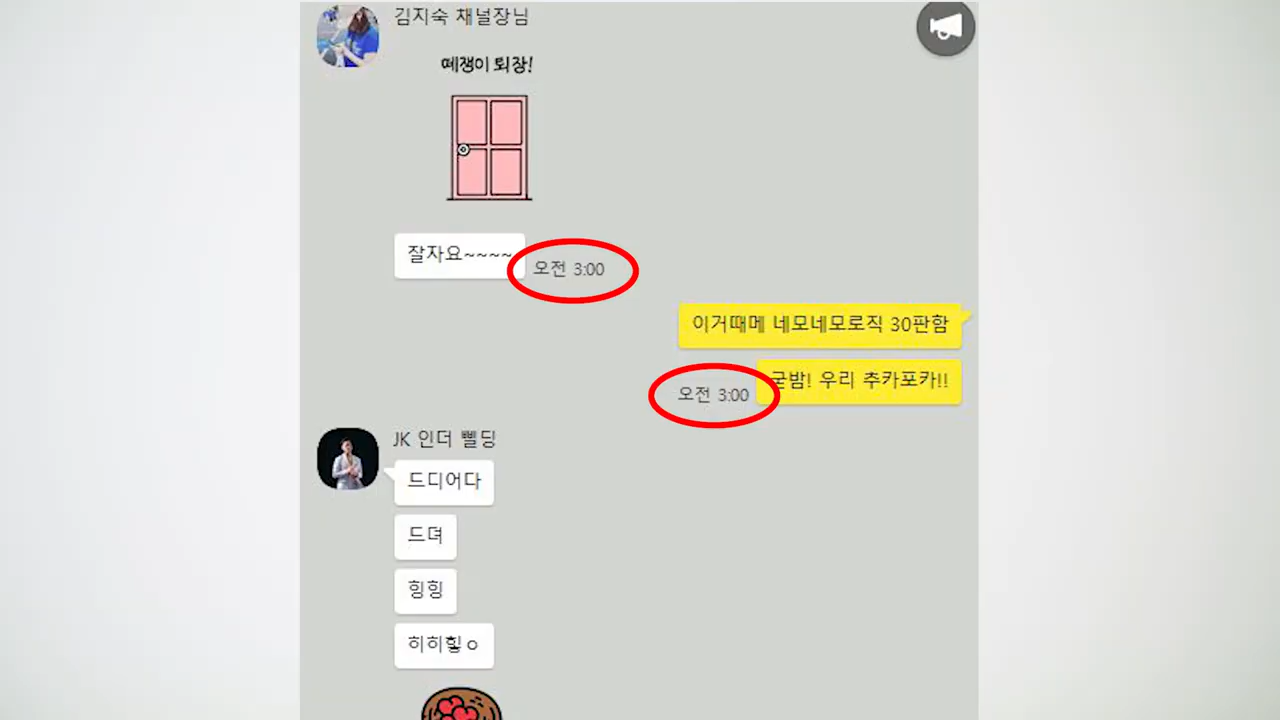 김지숙 채널장님
떼쟁이 퇴장!
잘자요~~~~
오전 3:00
이거때메 네모네모로직 30판함
굳밤! 우리 추카포카!!
오전 3:00
JK 인더 삘딩
드디어다
드뎌
힝힝
히히힣ㅇ